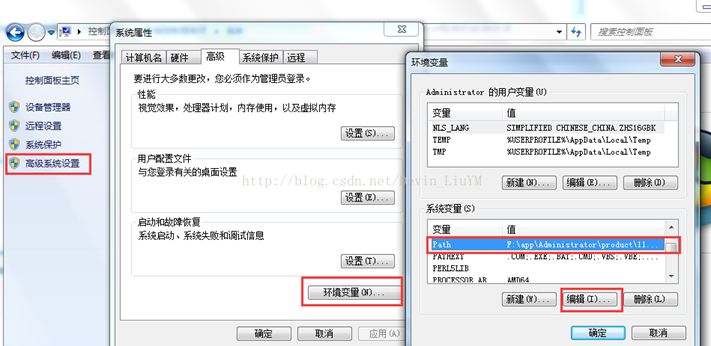 控制面板
搜索控制面板
文件(F) 编辑(E) 查看
控制面板主页
设备管理器
远程设置
系统保护
高级系统设置
系统属性
计算机名 硬件 高级 系统保护 远程
要进行大多数更改，您必须作为管理员登录。
性能
视觉效果，处理器计划，内存使用，以及虚拟内存
设置(S)...
用户配置文件
与您登录有关的桌面设置
设置(E)...
启动和故障恢复
系统启动、系统失败和调试信息
设置(T)...
环境变量(N)...
确定 取消 应用(A)
环境变量
Administrator 的用户变量(U)
变量 值
NLS_LANG SIMPLIFIED CHINESE_CHINA.ZHS16GBK
TEMP %USERPROFILE%\AppData\Local\Temp
TMP %USERPROFILE%\AppData\Local\Temp
新建(N)... 编辑(E)... 删除(D)
系统变量(S)
变量 值
Path F:\app\Administrator\product\11...
PATHEXT .COM;.EXE;.BAT;.CMD;.VBS;.VBE;...
PERL5LIB
PROCESSOR_AR AMD64
新建(W)... 编辑(I)... 删除(L)
确定 取消
http://blog.csdn.net/Kevin_LiuYM